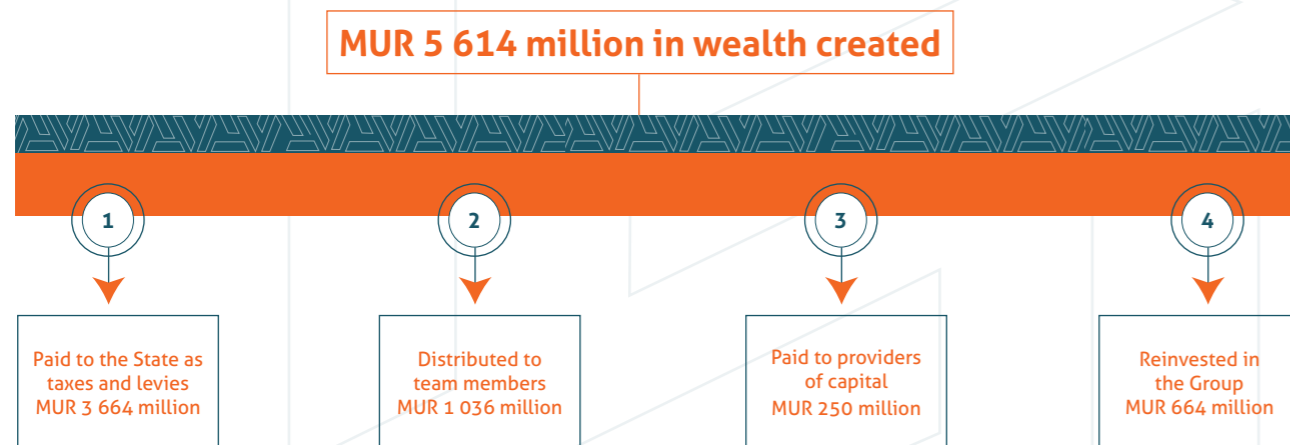 MUR 5 614 million in wealth created
1
2
3
4
Paid to the State as
taxes and levies
MUR 3 664 million
Distributed to
team members
MUR 1 036 million
Paid to providers
of capital
MUR 250 million
Reinvested in
the Group
MUR 664 million